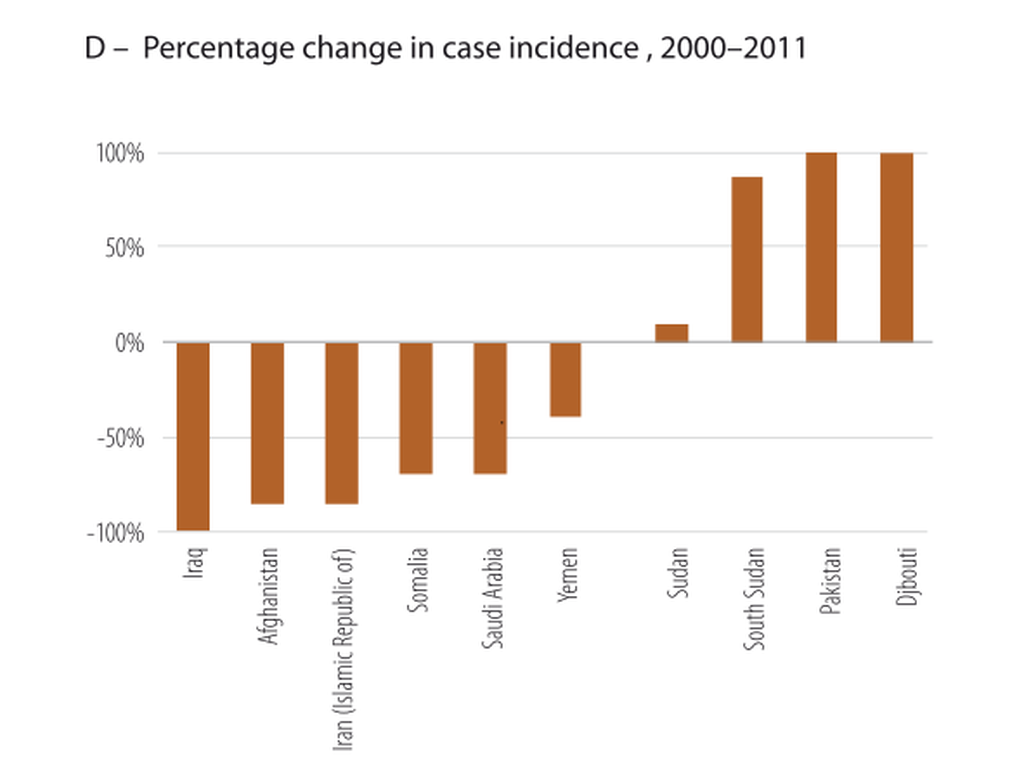 D – Percentage change in case incidence , 2000–2011
100%
50%
0%
-50%
-100%
Iraq
Afghanistan
Iran (Islamic Republic of)
Somalia
Saudi Arabia
Yemen
Sudan
South Sudan
Pakistan
Djbouti